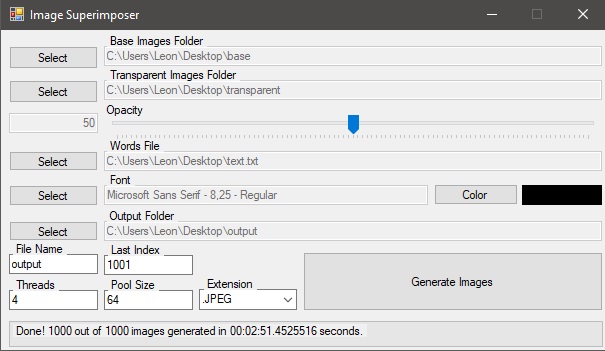 Image Superimposer
Base Images Folder
Select
C:\Users\Leon\Desktop\base
Transparent Images Folder
Select
C:\Users\Leon\Desktop\transparent
Opacity
50
Words File
Select
C:\Users\Leon\Desktop\text.txt
Font
Select
Microsoft Sans Serif - 8,25 - Regular
Color
Output Folder
Select
C:\Users\Leon\Desktop\output
File Name
Last Index
output
1001
Generate Images
Threads
Pool Size
Extension
4
64
.JPEG
Done! 1000 out of 1000 images generated in 00:02:51.4525516 seconds.